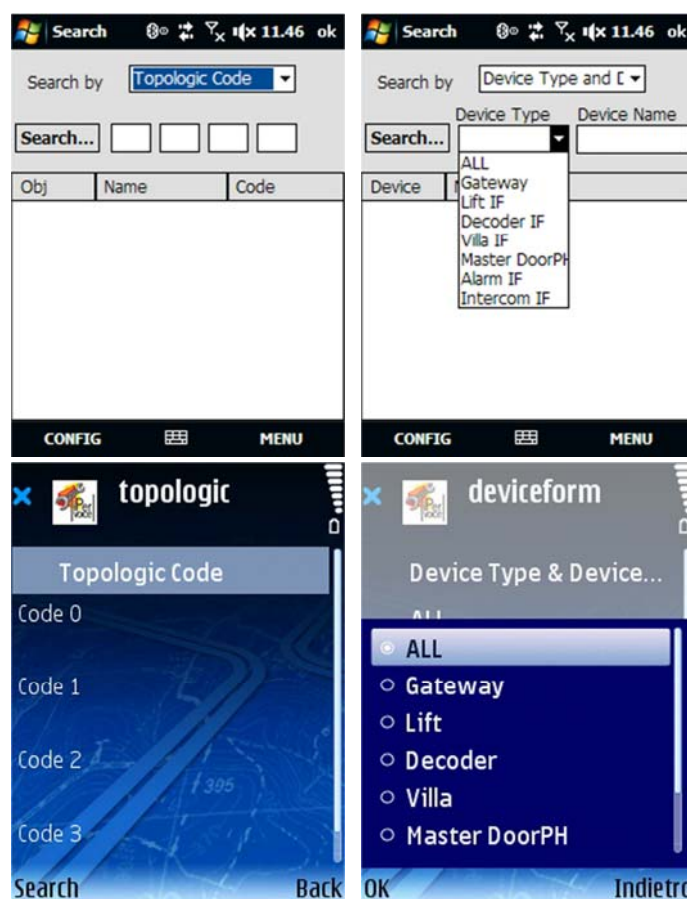 Search 11.46 ok
Search by Topologic Code
Search...
Obj Name Code
CONFIG MENU
Search 11.46 ok
Search by Device Type and
Device Type Device Name
Search...
Device
ALL
Gateway
Lift IF
Decoder IF
Villa IF
Master DoorPH
Alarm IF
Intercom IF
CONFIG MENU
topologic
Topologic Code
Code 0
Code 1
Code 2
Code 3
Search Back
deviceform
Device Type & Device...
ALL
ALL
Gateway
Lift
Decoder
Villa
Master DoorPH
OK Indietro